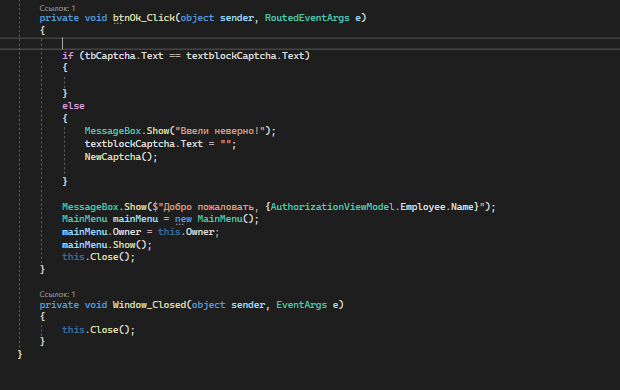 Ссылок: 1
private void btnOk_Click(object sender, RoutedEventArgs e)
{
if (tbCaptcha.Text == textblockCaptcha.Text)
{
}
else
{
MessageBox.Show("Ввели неверно!");
textblockCaptcha.Text = "";
NewCaptcha();
}
MessageBox.Show($"Добро пожаловать, {AuthorizationViewModel.Employee.Name}");
MainMenu mainMenu = new MainMenu();
mainMenu.Owner = this.Owner;
mainMenu.Show();
this.Close();
}
Ссылок: 1
private void Window_Closed(object sender, EventArgs e)
{
this.Close();
}
}